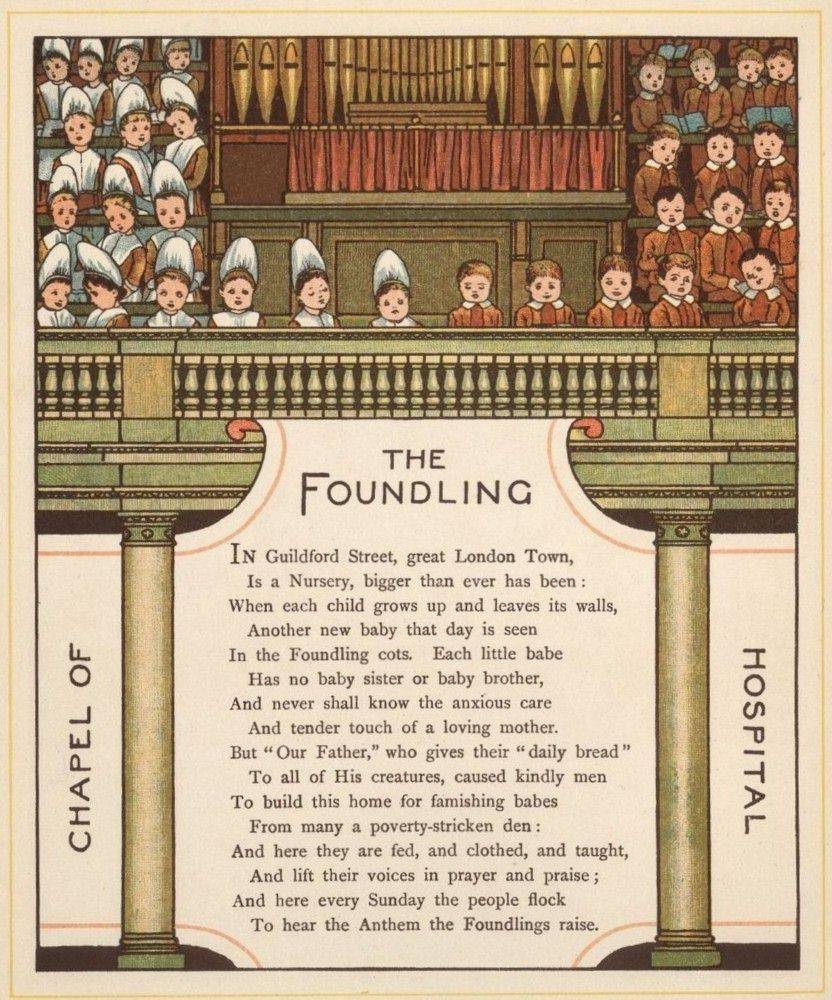 CHAPEL OF
THE
FOUNDLING
HOSPITAL
IN Guildford Street, great London Town,
Is a Nursery, bigger than ever has been:
When each child grows up and leaves its walls,
Another new baby that day is seen
In the Foundling cots. Each little babe
Has no baby sister or baby brother,
And never shall know the anxious care
And tender touch of a loving mother.
But “Our Father,” who gives their “daily bread”
To all of His creatures, caused kindly men
To build this home for famishing babes
From many a poverty-stricken den:
And here they are fed, and clothed, and taught,
And lift their voices in prayer and praise;
And here every Sunday the people flock
To hear the Anthem the Foundlings raise.